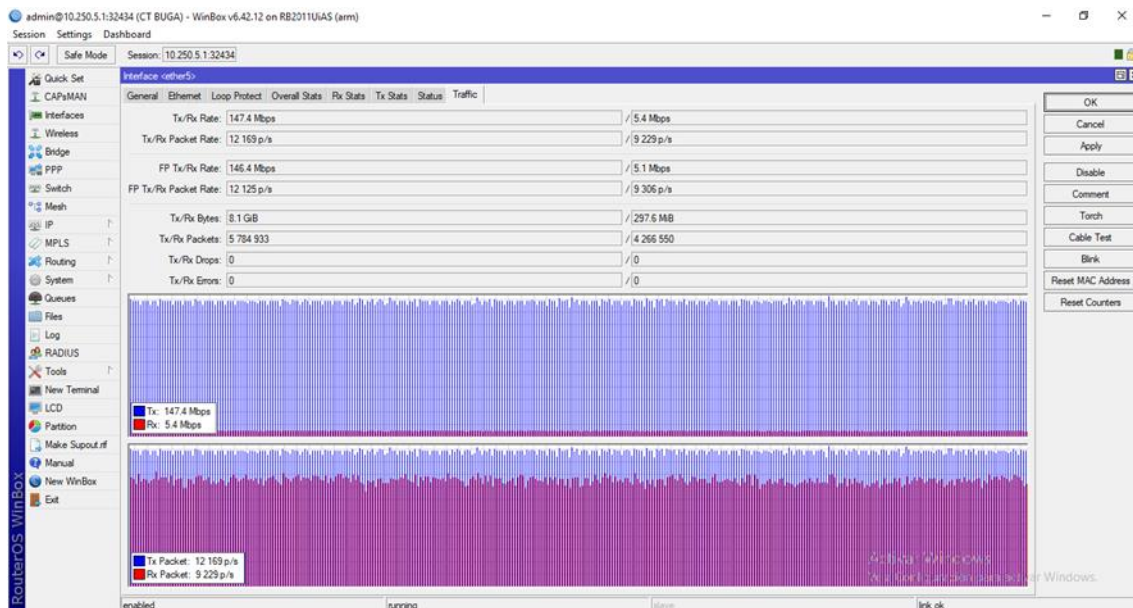 admin@10.250.5.1:32434 (CT BUGA) - WinBox v6.42.12 on RB2011UiAS (arm)
Session Settings Dashboard
Safe Mode Session: 10.250.5.1:32434
Interface <ether5>
Quick Set
CAPsMAN
Interfaces
Wireless
Bridge
PPP
Switch
Mesh
IP
MPLS
Routing
System
Queues
Files
Log
RADIUS
Tools
New Terminal
LCD
Partition
Make Supout.rif
Manual
New WinBox
Exit
RouterOS WinBox
General Ethernet Loop Protect Overall Stats Rx Stats Tx Stats Status Traffic
Tx/Rx Rate: 147.4 Mbps / 5.4 Mbps
Tx/Rx Packet Rate: 12 169 p/s / 9 229 p/s
FP Tx/Rx Rate: 146.4 Mbps / 5.1 Mbps
FP Tx/Rx Packet Rate: 12 125 p/s / 9 306 p/s
Tx/Rx Bytes: 8.1 GiB / 297.6 MiB
Tx/Rx Packets: 5 784 933 / 4 266 550
Tx/Rx Drops: 0 / 0
Tx/Rx Errors: 0 / 0
Tx: 147.4 Mbps
Rx: 5.4 Mbps
Tx Packet: 12 169 p/s
Rx Packet: 9 229 p/s
OK
Cancel
Apply
Disable
Comment
Torch
Cable Test
Blink
Reset MAC Address
Reset Counters
Activar Windows
Windows.
enabled running slave link ok